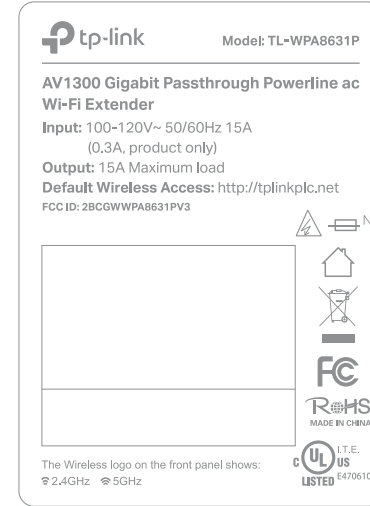 tp-link
Model: TL-WPA8631P
AV1300 Gigabit Passthrough Powerline ac
Wi-Fi Extender
Input: 100-120V~ 50/60Hz 15A
(0.3A, product only)
Output: 15A Maximum load
Default Wireless Access: http://tplinkplc.net
FCC ID: 2BCGWWPA8631PV3
N
FC
RoHS
MADE IN CHINA
The Wireless logo on the front panel shows:
2.4GHz 5GHz
C UL US
LISTED
I.T.E.
E470610